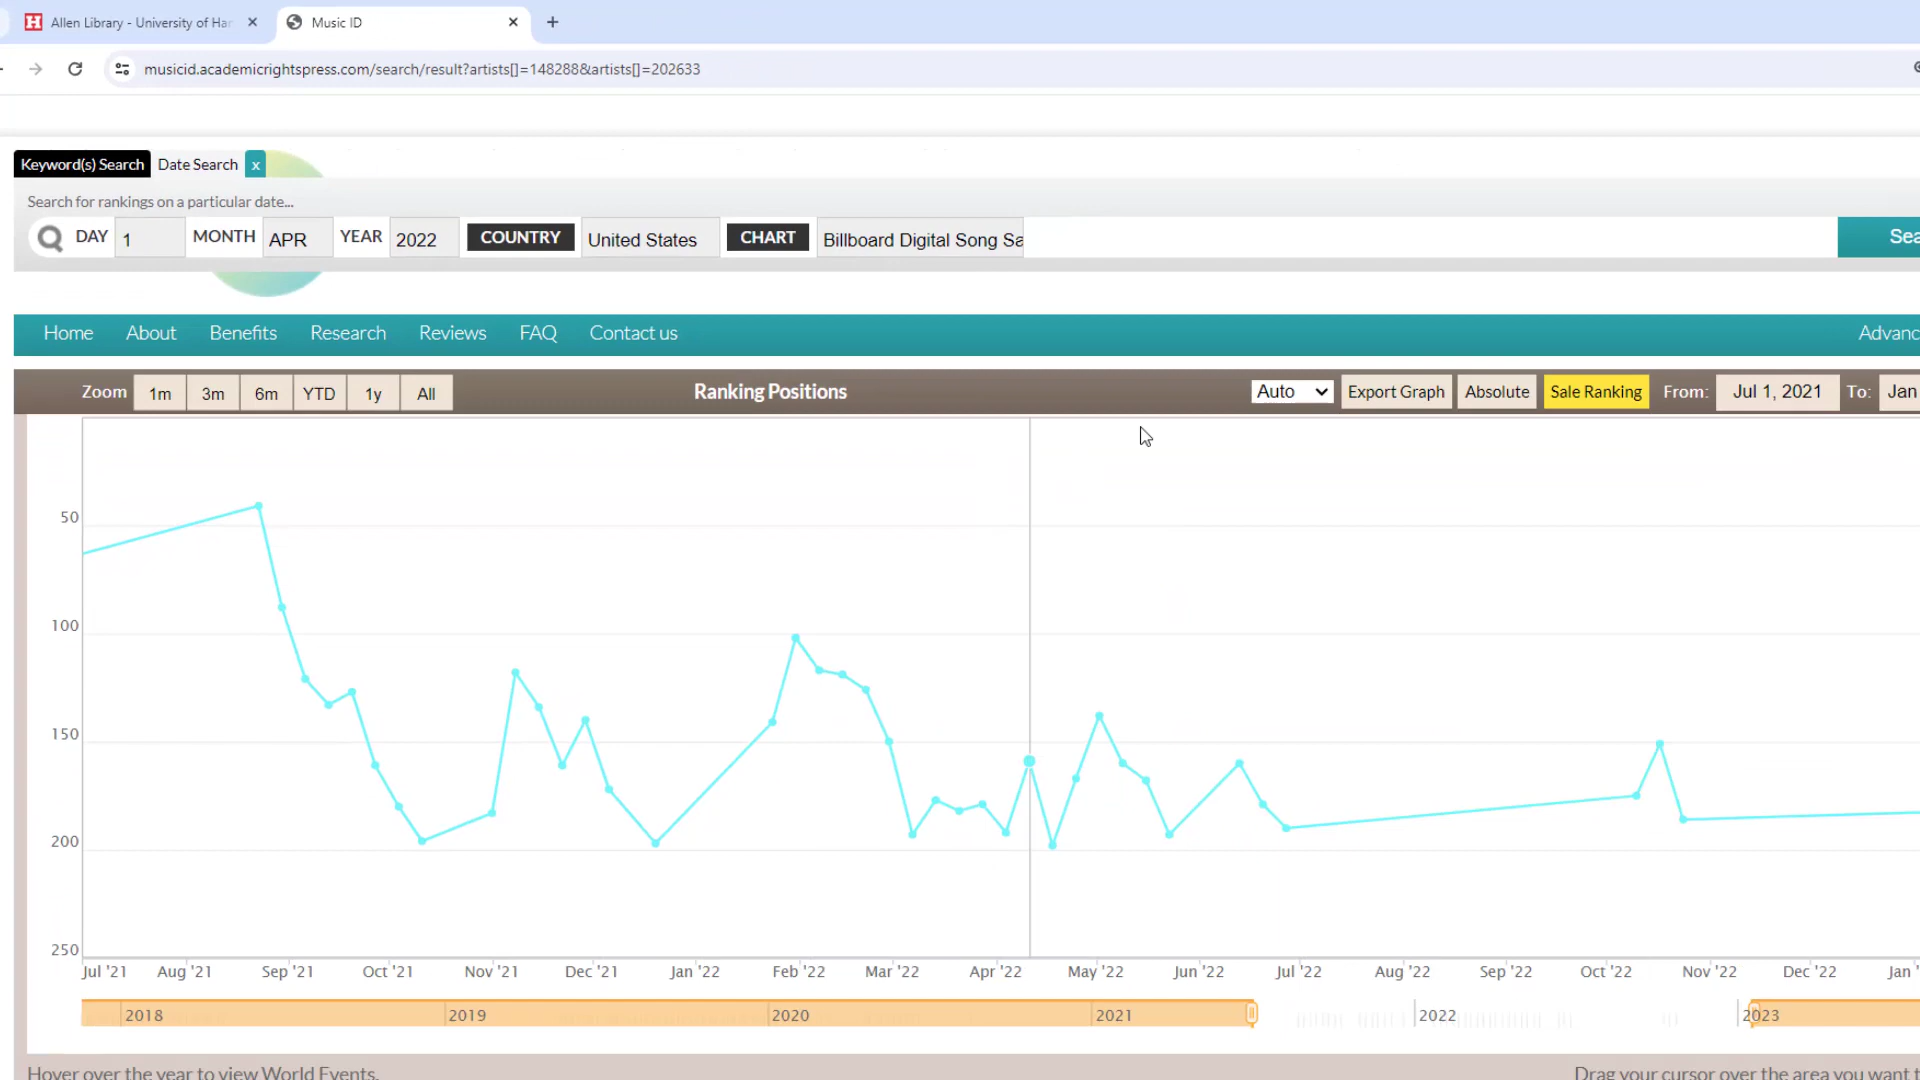 Allen Library - University of Har
Music ID
musicid.academicrightspress.com/search/result?artists[]=148288&artists[]=202633
Keyword(s) Search Date Search x
Search for rankings on a particular date...
DAY 1 MONTH APR YEAR 2022 COUNTRY United States CHART Billboard Digital Song Sa
Sea
Home About Benefits Research Reviews FAQ Contact us Advanc
Zoom 1m 3m 6m YTD 1y All Ranking Positions Auto Export Graph Absolute Sale Ranking From: Jul 1, 2021 To: Jan
50
100
150
200
250
Jul '21 Aug '21 Sep '21 Oct '21 Nov '21 Dec '21 Jan '22 Feb '22 Mar '22 Apr '22 May '22 Jun '22 Jul '22 Aug '22 Sep '22 Oct '22 Nov '22 Dec '22 Jan '
2018 2019 2020 2021 2022 2023
Hover over the year to view World Events. Drag your cursor over the area you want t